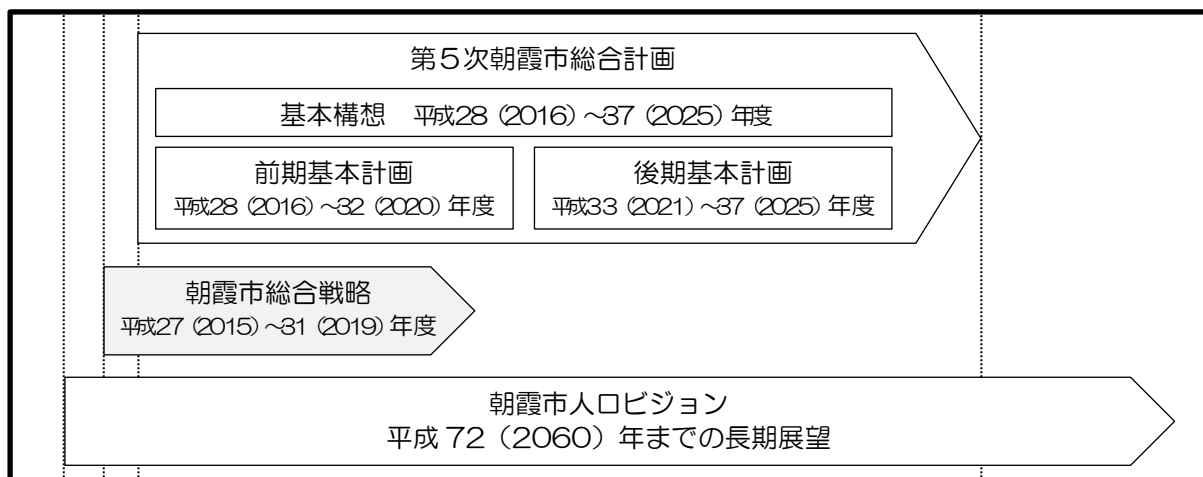 第５次朝霞市総合計画
基本構想　平成28（2016）～37（2025）年度
前期基本計画
平成28（2016）～32（2020）年度
後期基本計画
平成33（2021）～37（2025）年度
朝霞市総合戦略
平成27（2015）～31（2019）年度
朝霞市人口ビジョン
平成 72（2060）年までの長期展望